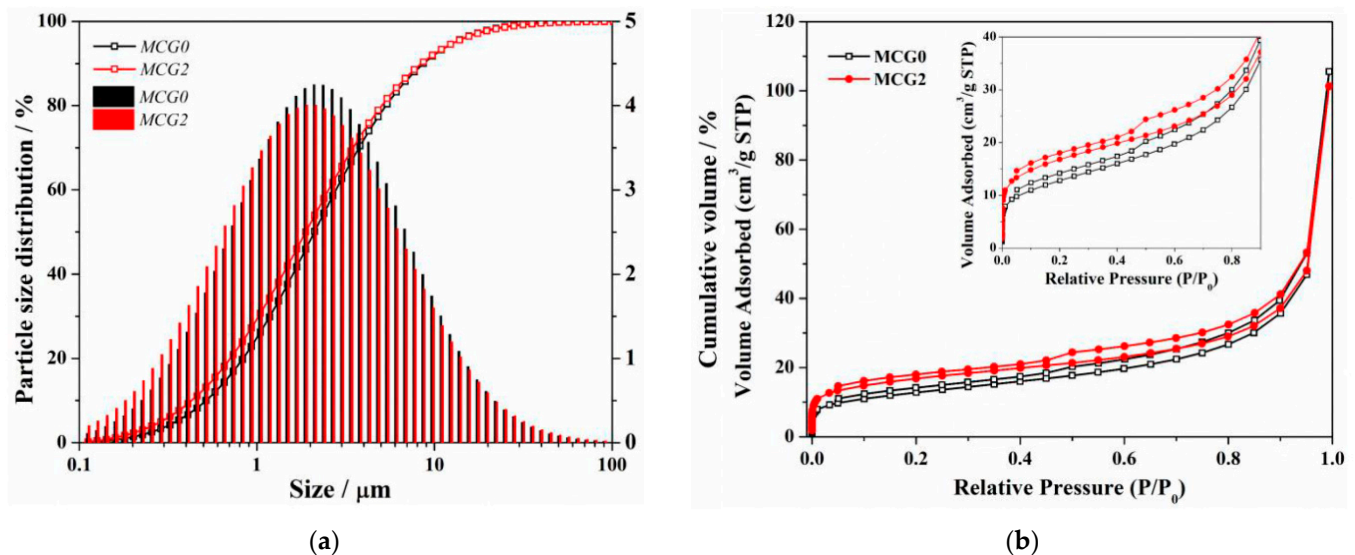 100
80
60
40
20
0
Particle size distribution / %
MCG0
MCG2
MCG0
MCG2
5
4
3
2
1
0
Cumulative volume / %
0.1
1
10
100
Size / μm
(a)
120
100
80
60
40
20
0
Volume Adsorbed (cm³/g STP)
MCG0
MCG2
40
30
20
10
0
Volume Adsorbed (cm³/g STP)
0.0
0.2
0.4
0.6
0.8
Relative Pressure (P/P₀)
0.0
0.2
0.4
0.6
0.8
1.0
Relative Pressure (P/P₀)
(b)